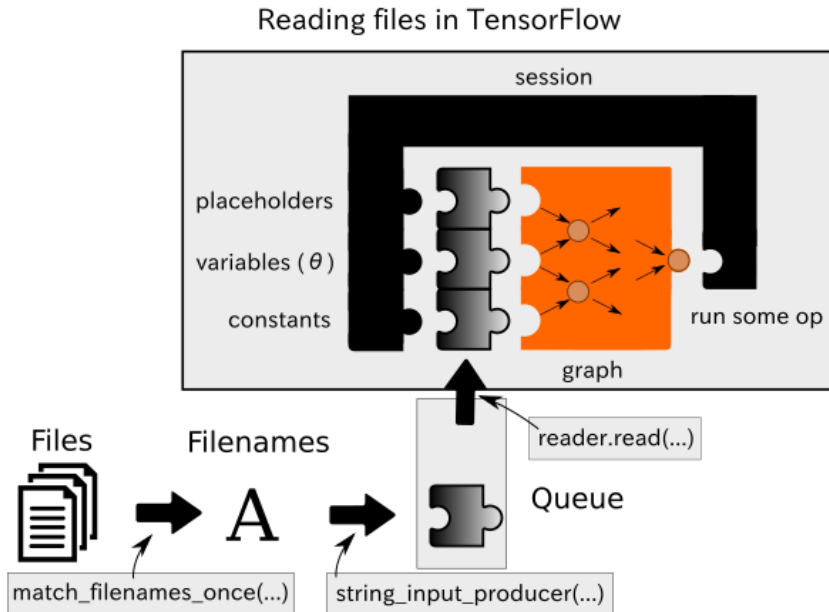 Reading files in TensorFlow
session
placeholders
variables (θ)
constants
run some op
graph
reader.read(...)
Files
Filenames
A
Queue
match_filenames_once(...)
string_input_producer(...)